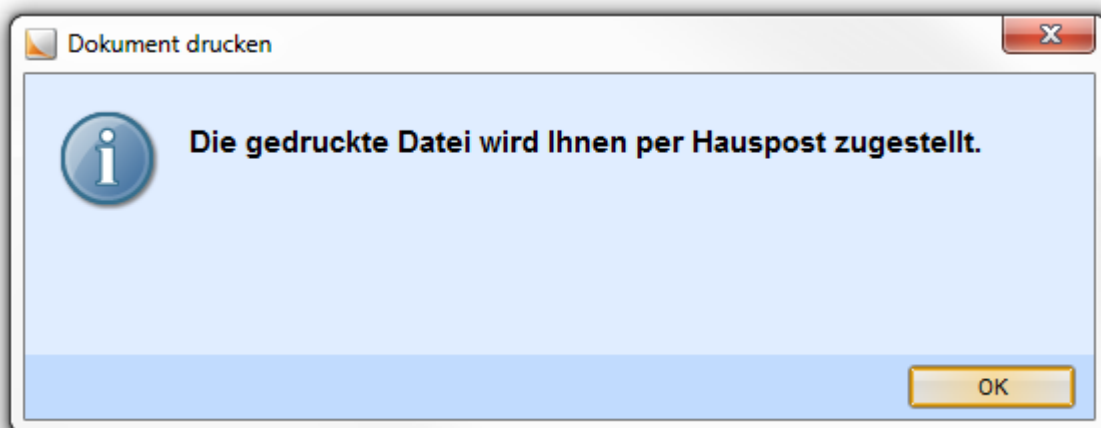 Dokument drucken
Die gedruckte Datei wird Ihnen per Hauspost zugestellt.
OK